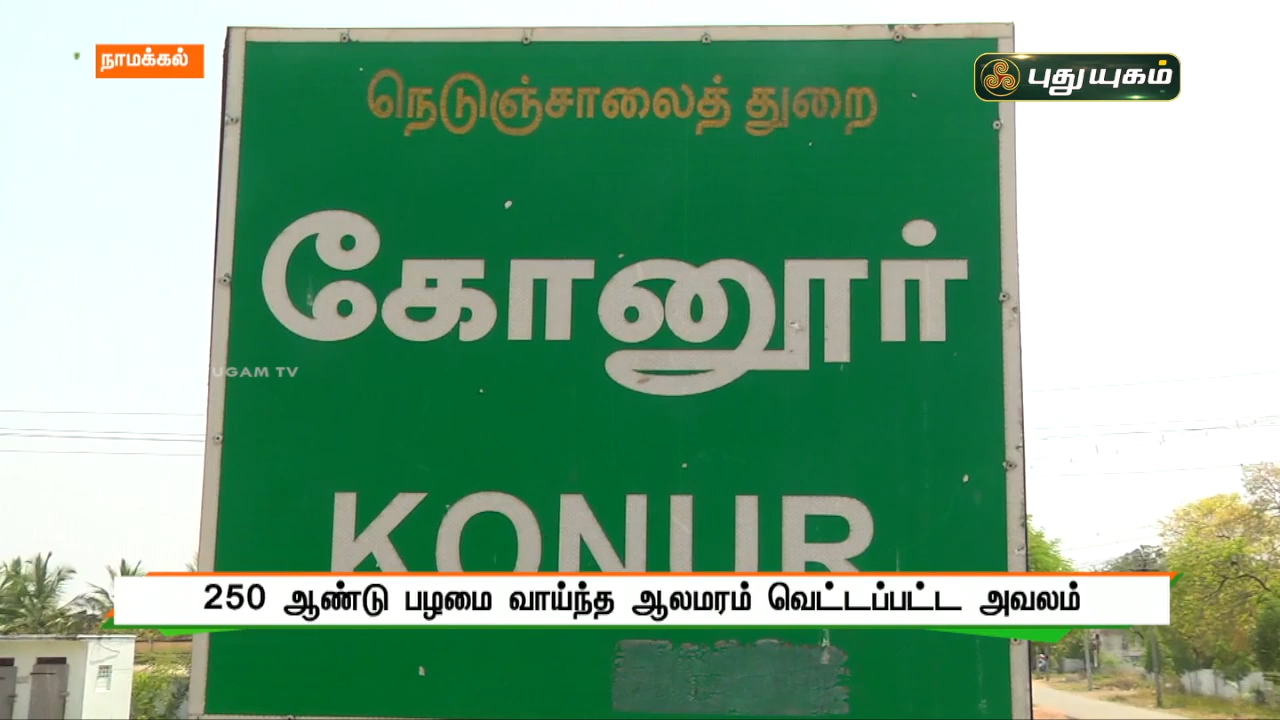 நாமக்கல்
புதுயுகம்
நெடுஞ்சாலைத் துறை
கோனூர்
UGAM TV
KONUR
250 ஆண்டு பழமை வாய்ந்த ஆலமரம் வெட்டப்பட்ட அவலம்